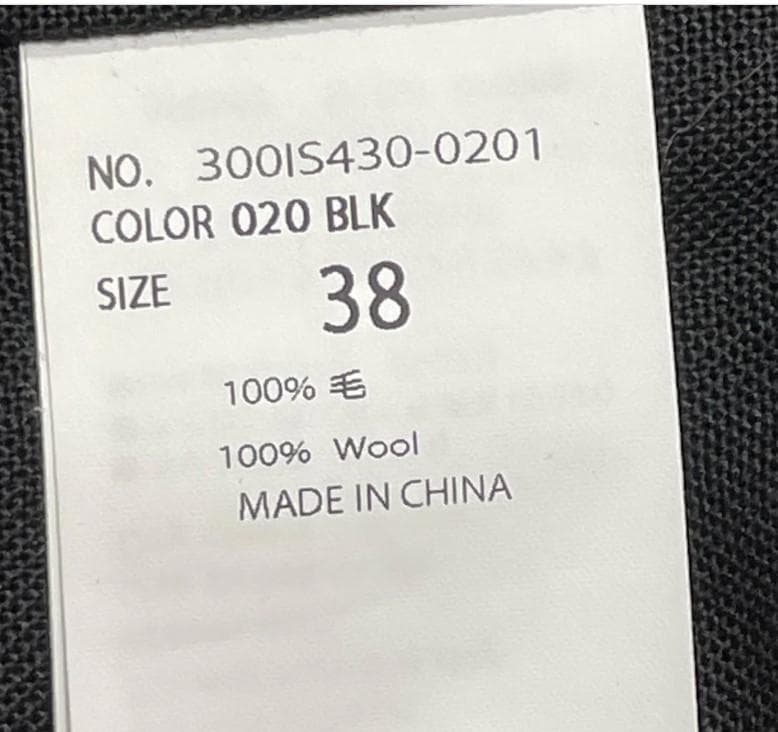 NO. 300IS430-0201
COLOR 020 BLK
SIZE 38
100% 毛
100% Wool
MADE IN CHINA